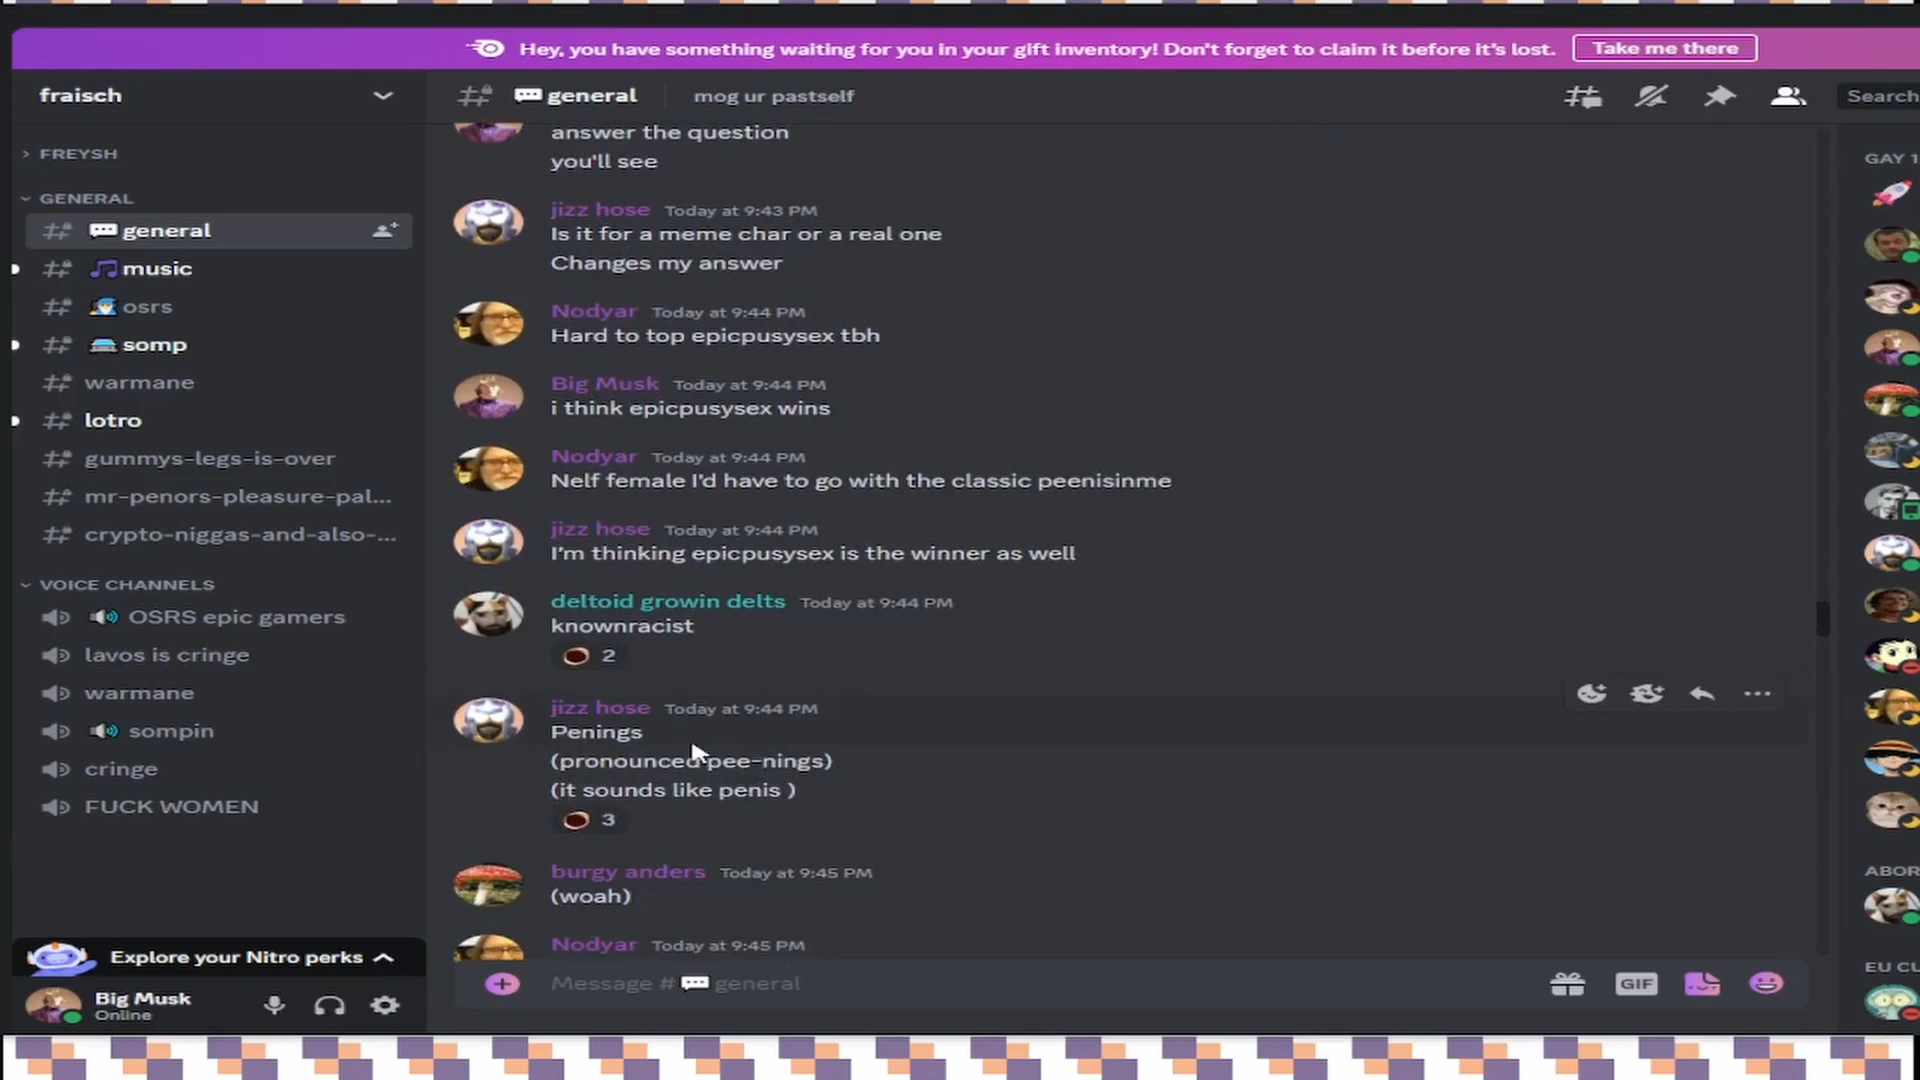 Hey, you have something waiting for you in your gift inventory! Don't forget to claim it before it's lost.
Take me there
fraisch
general
mog ur pastself
Search
FREYSH
GENERAL
general
music
osrs
somp
warmane
lotro
gummys-legs-is-over
mr-penors-pleasure-pal...
crypto-niggas-and-also-...
VOICE CHANNELS
OSRS epic gamers
lavos is cringe
warmane
sompin
cringe
FUCK WOMEN
Explore your Nitro perks
Big Musk
Online
answer the question
you'll see
jizz hose Today at 9:43 PM
Is it for a meme char or a real one
Changes my answer
Nodyar Today at 9:44 PM
Hard to top epicpusysex tbh
Big Musk Today at 9:44 PM
i think epicpusysex wins
Nodyar Today at 9:44 PM
Nelf female I'd have to go with the classic peenisinme
jizz hose Today at 9:44 PM
I'm thinking epicpusysex is the winner as well
deltoid growin delts Today at 9:44 PM
knownracist
2
jizz hose Today at 9:44 PM
Penings
(pronounced pee-nings)
(it sounds like penis )
3
burgy anders Today at 9:45 PM
(woah)
Nodyar Today at 9:45 PM
Message # general
GIF
GAY 1
ABOR
EU CU